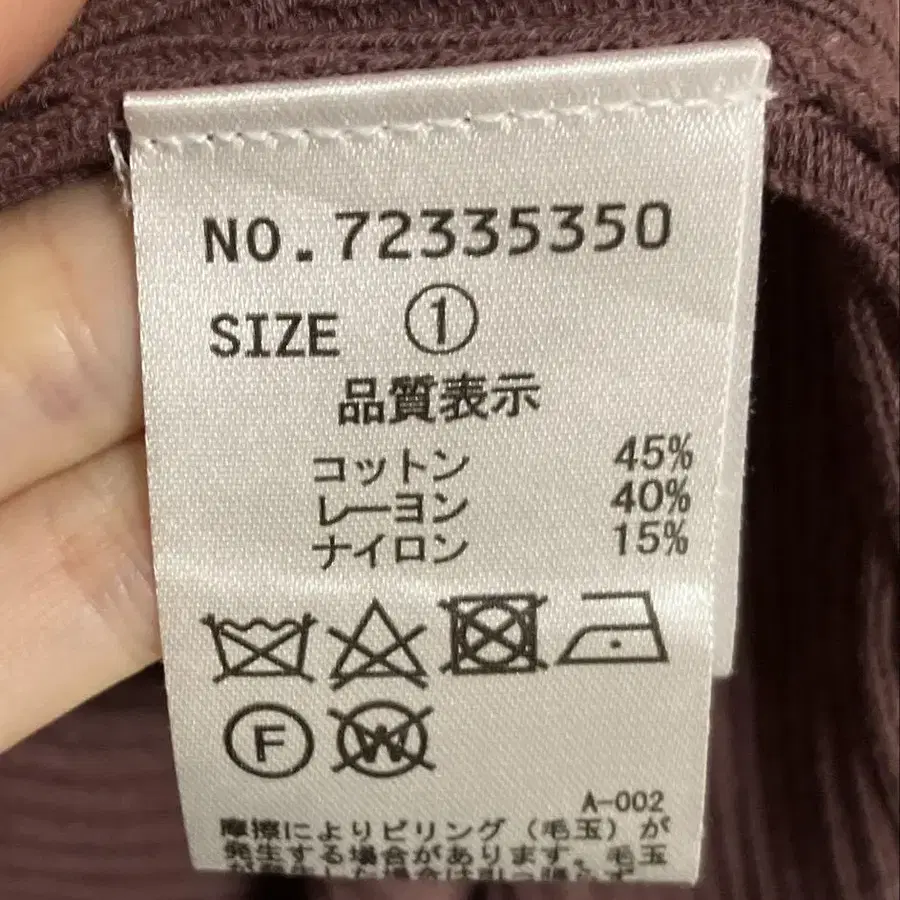 NO.72335350
SIZE ①
品質表示
コットン 45%
レーヨン 40%
ナイロン 15%
F W
A-002
摩擦によりピリング(毛玉)が
発生する場合があります。毛玉